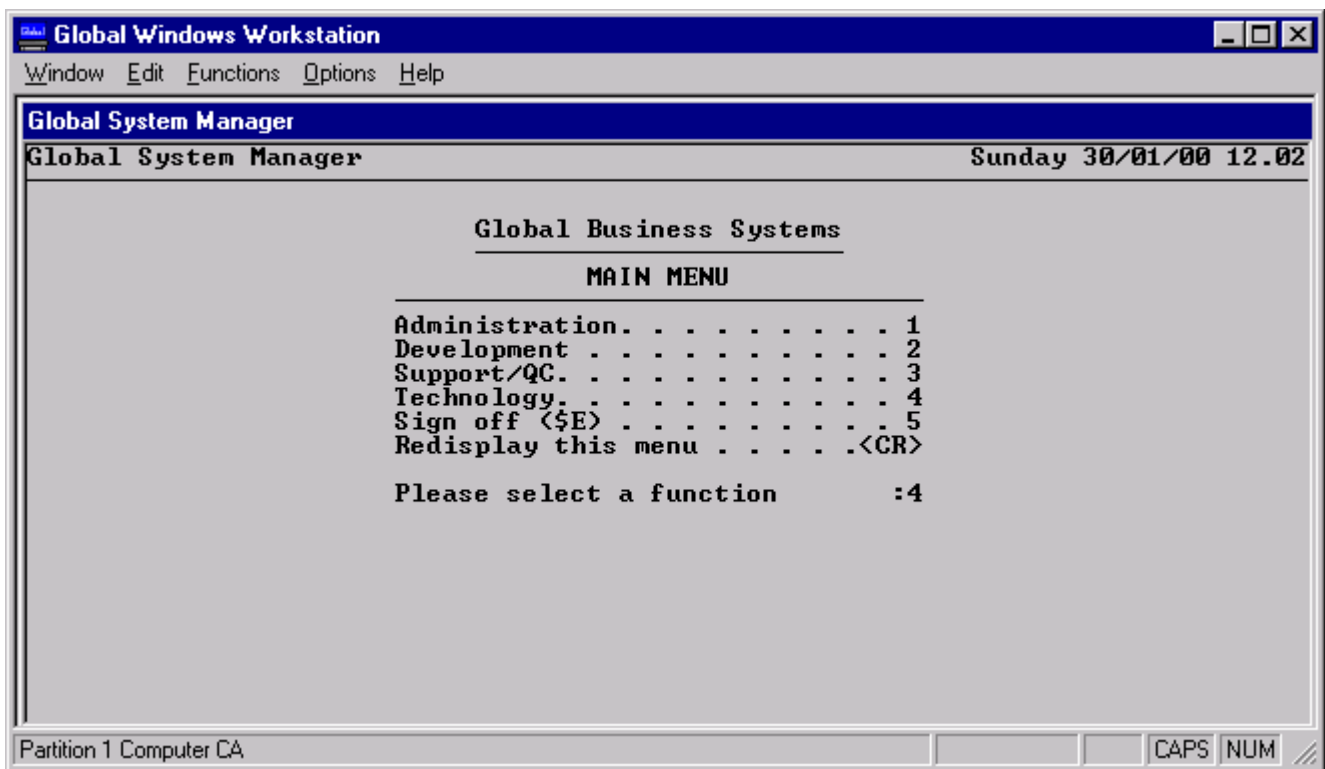 Global Windows Workstation
Window Edit Functions Options Help
Global System Manager
Global System Manager Sunday 30/01/00 12.02
Global Business Systems
MAIN MENU
Administration. . . . . . . . . . 1
Development . . . . . . . . . . . 2
Support/QC. . . . . . . . . . . . 3
Technology. . . . . . . . . . . . 4
Sign off ($E) . . . . . . . . . . 5
Redisplay this menu . . . . .<CR>
Please select a function :4
Partition 1 Computer CA CAPS NUM